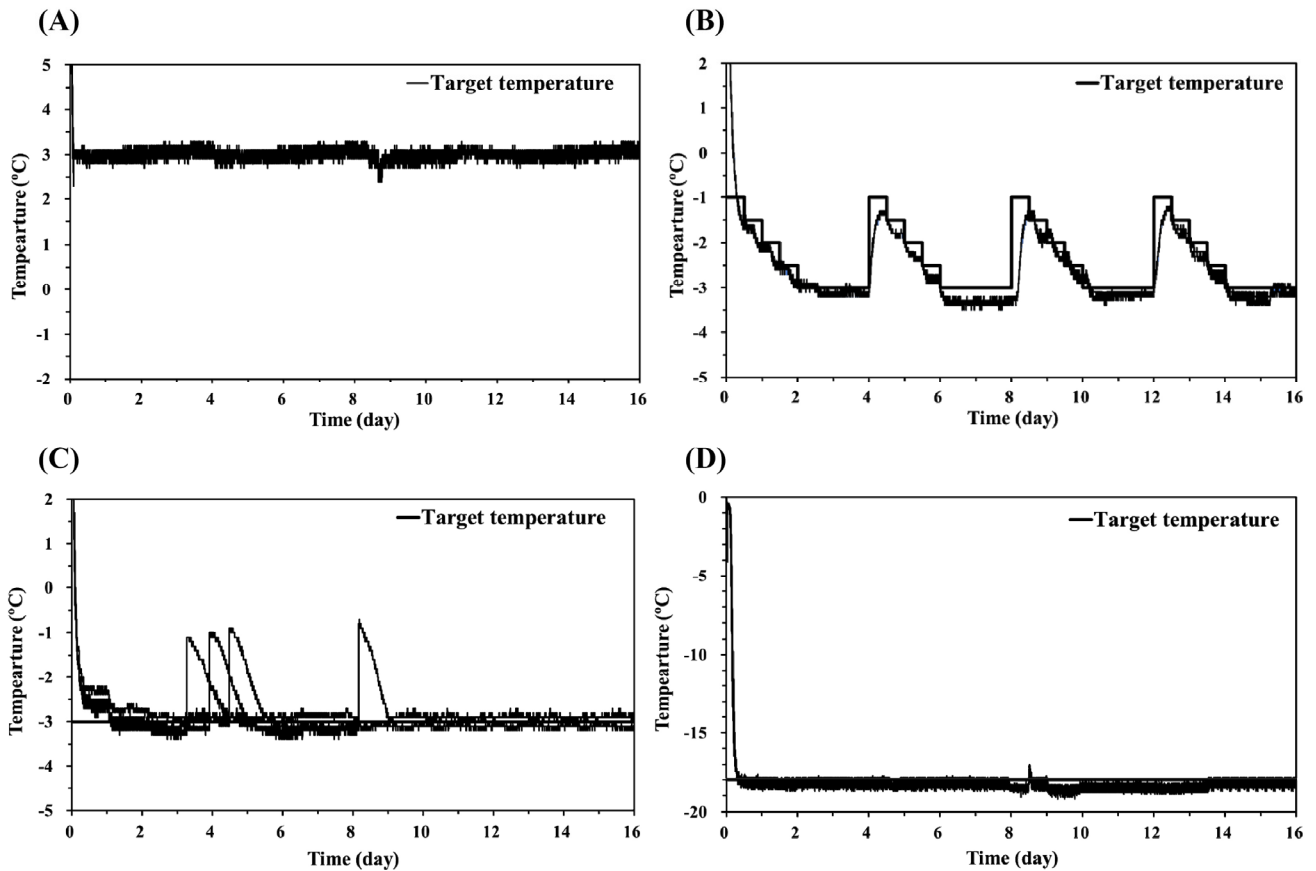 (A)
Target temperature
5
4
3
2
1
0
-1
-2
Tempearture (ºC)
0 2 4 6 8 10 12 14 16
Time (day)
(B)
Target temperature
2
1
0
-1
-2
-3
-4
-5
Tempearture (ºC)
0 2 4 6 8 10 12 14 16
Time (day)
(C)
Target temperature
2
1
0
-1
-2
-3
-4
-5
Tempearture (ºC)
0 2 4 6 8 10 12 14 16
Time (day)
(D)
Target temperature
0
-5
-10
-15
-20
Tempearture (ºC)
0 2 4 6 8 10 12 14 16
Time (day)